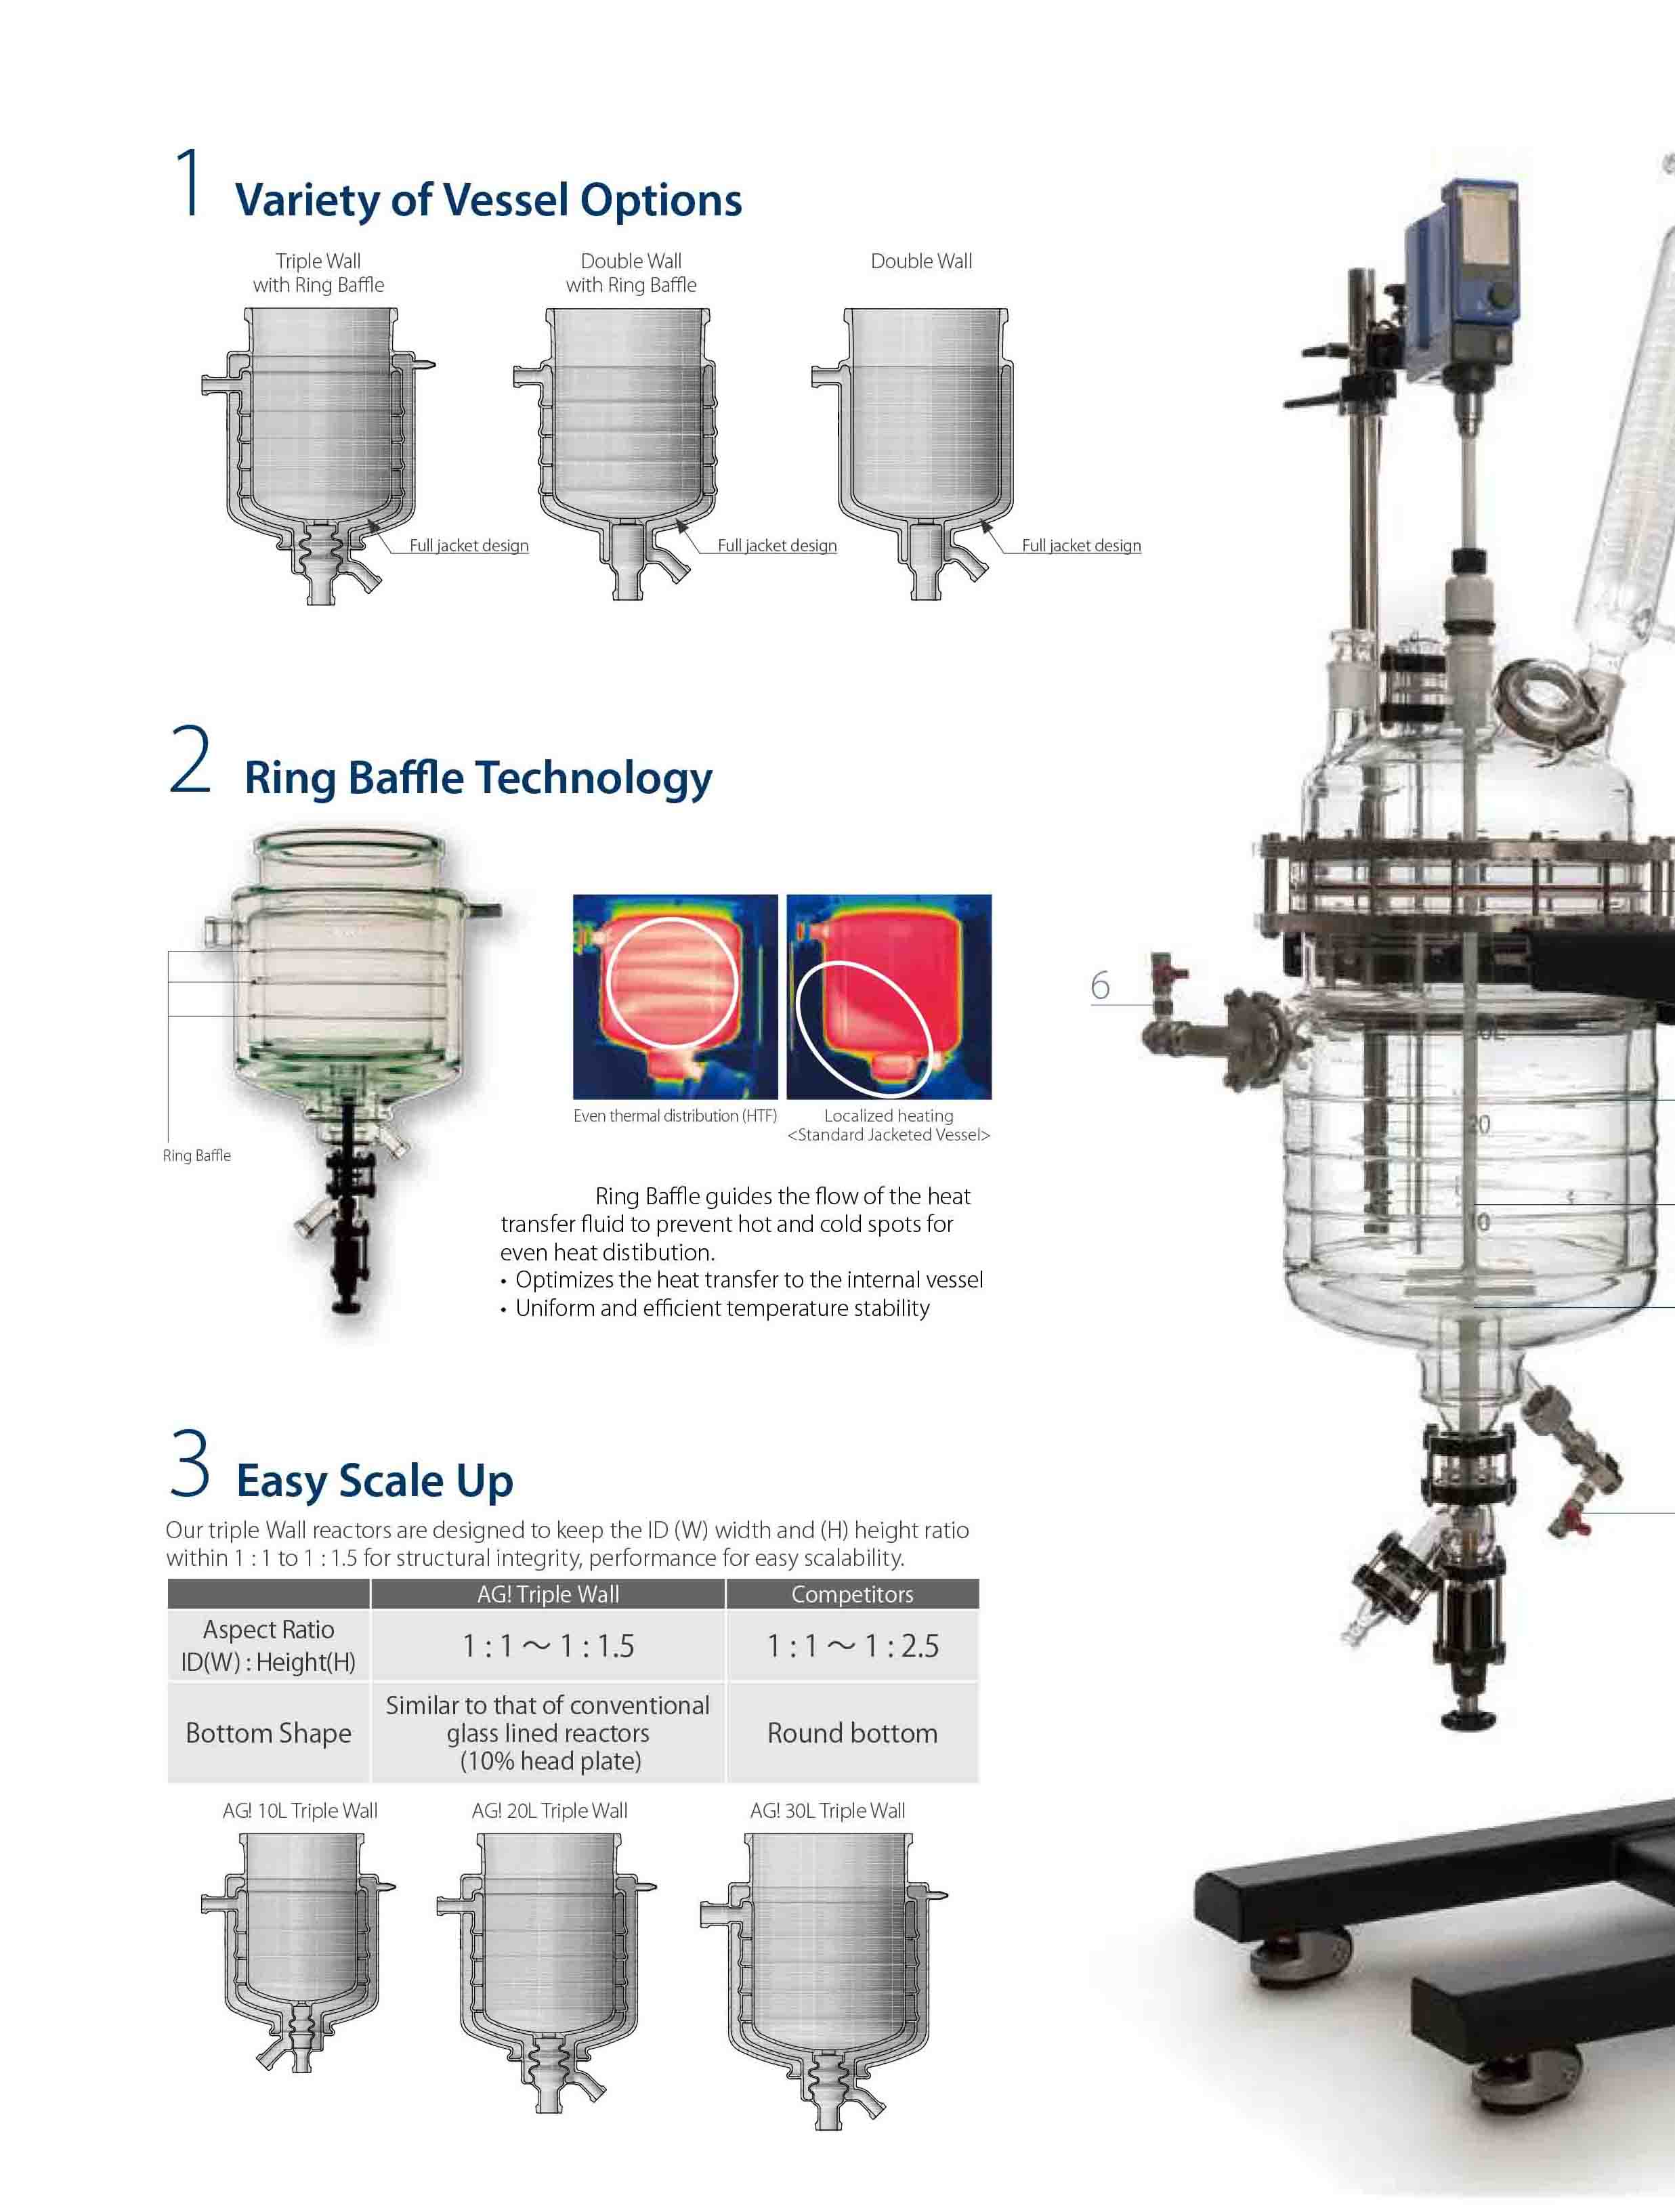 1 Variety of Vessel Options
Triple Wall
with Ring Baffle
Double Wall
with Ring Baffle
Double Wall
Full jacket design
Full jacket design
Full jacket design
2 Ring Baffle Technology
Ring Baffle
Even thermal distribution (HTF)
Localized heating
<Standard Jacketed Vessel>
Ring Baffle guides the flow of the heat
transfer fluid to prevent hot and cold spots for
even heat distibution.
• Optimizes the heat transfer to the internal vessel
• Uniform and efficient temperature stability
3 Easy Scale Up
Our triple Wall reactors are designed to keep the ID (W) width and (H) height ratio
within 1 : 1 to 1 : 1.5 for structural integrity, performance for easy scalability.
AG! Triple Wall
Competitors
Aspect Ratio
ID(W) : Height(H)
1 : 1 ~ 1 : 1.5
1 : 1 ~ 1 : 2.5
Bottom Shape
Similar to that of conventional
glass lined reactors
(10% head plate)
Round bottom
AG! 10L Triple Wall
AG! 20L Triple Wall
AG! 30L Triple Wall
6
20
10